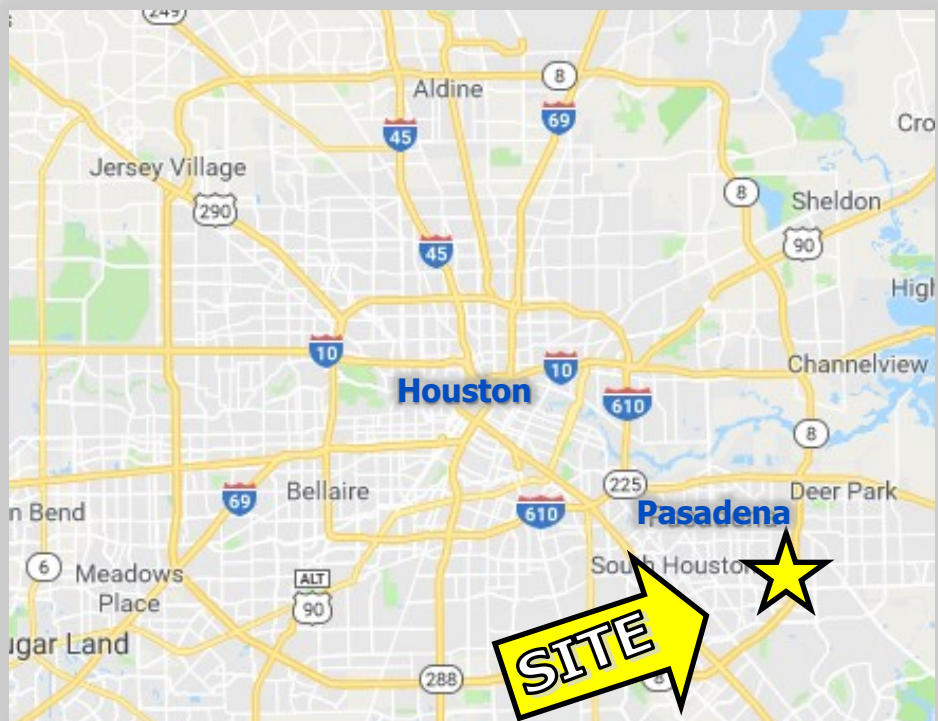 249
Aldine
8
45
69
Cro
Jersey Village
8
Sheldon
290
90
45
High
10
10
Channelview
Houston
610
8
225
Bellaire
69
Deer Park
610
Pasadena
n Bend
6
South Houston
Meadows
Place
ALT
90
SITE
ugar Land
288
8